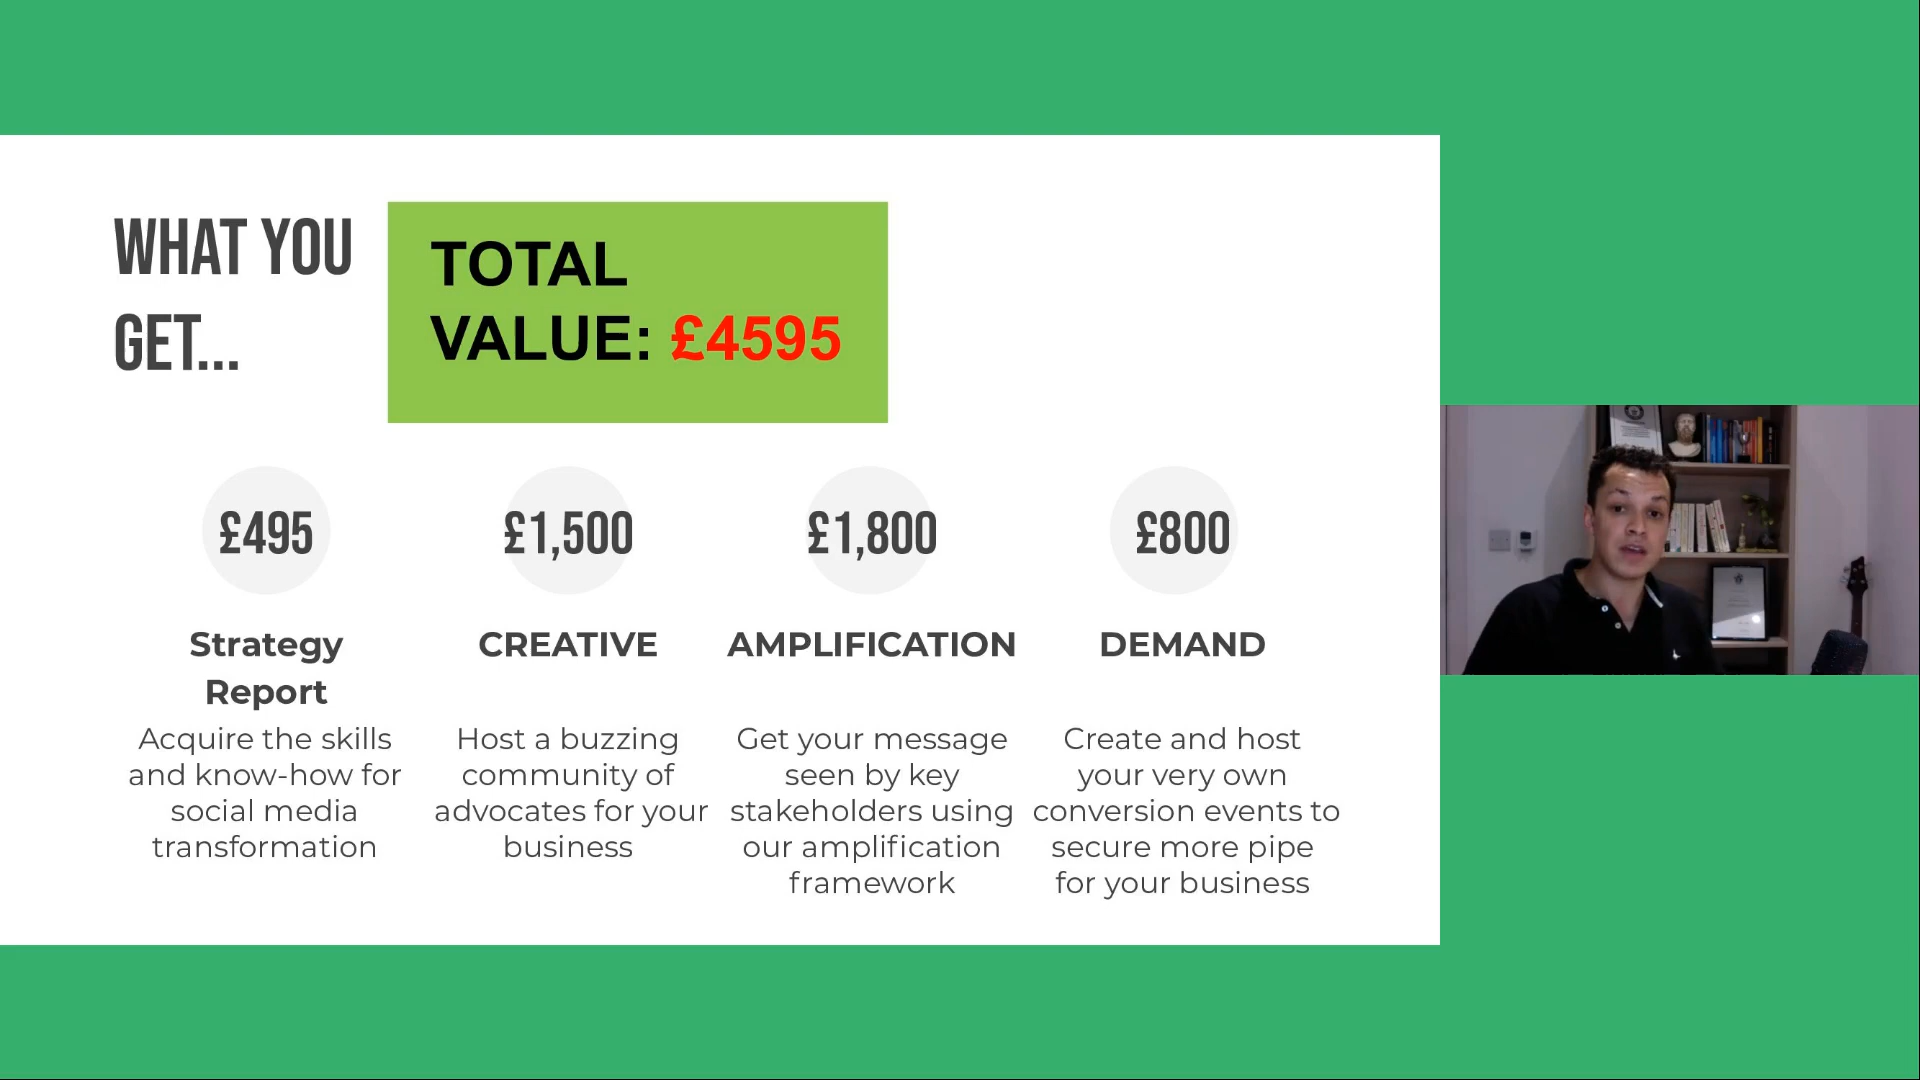 WHAT YOU
GET...
TOTAL
VALUE: £4595
£495
£1,500
£1,800
£800
Strategy
Report
CREATIVE
AMPLIFICATION
DEMAND
Acquire the skills
and know-how for
social media
transformation
Host a buzzing
community of
advocates for your
business
Get your message
seen by key
stakeholders using
our amplification
framework
Create and host
your very own
conversion events to
secure more pipe
for your business